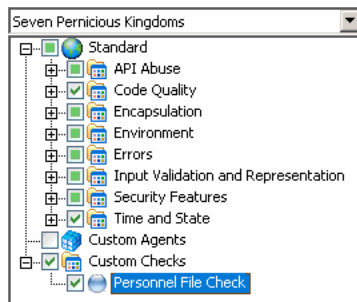 Seven Pernicious Kingdoms
Standard
API Abuse
Code Quality
Encapsulation
Environment
Errors
Input Validation and Representation
Security Features
Time and State
Custom Agents
Custom Checks
Personnel File Check